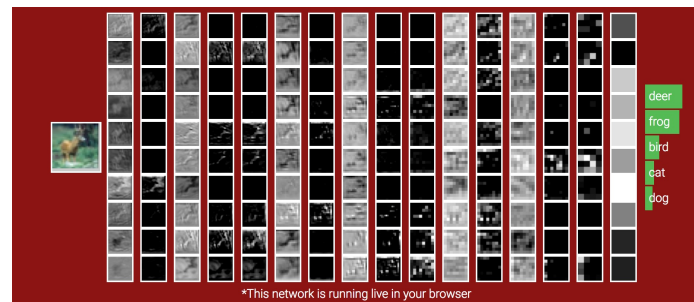 deer
frog
bird
cat
dog
*This network is running live in your browser